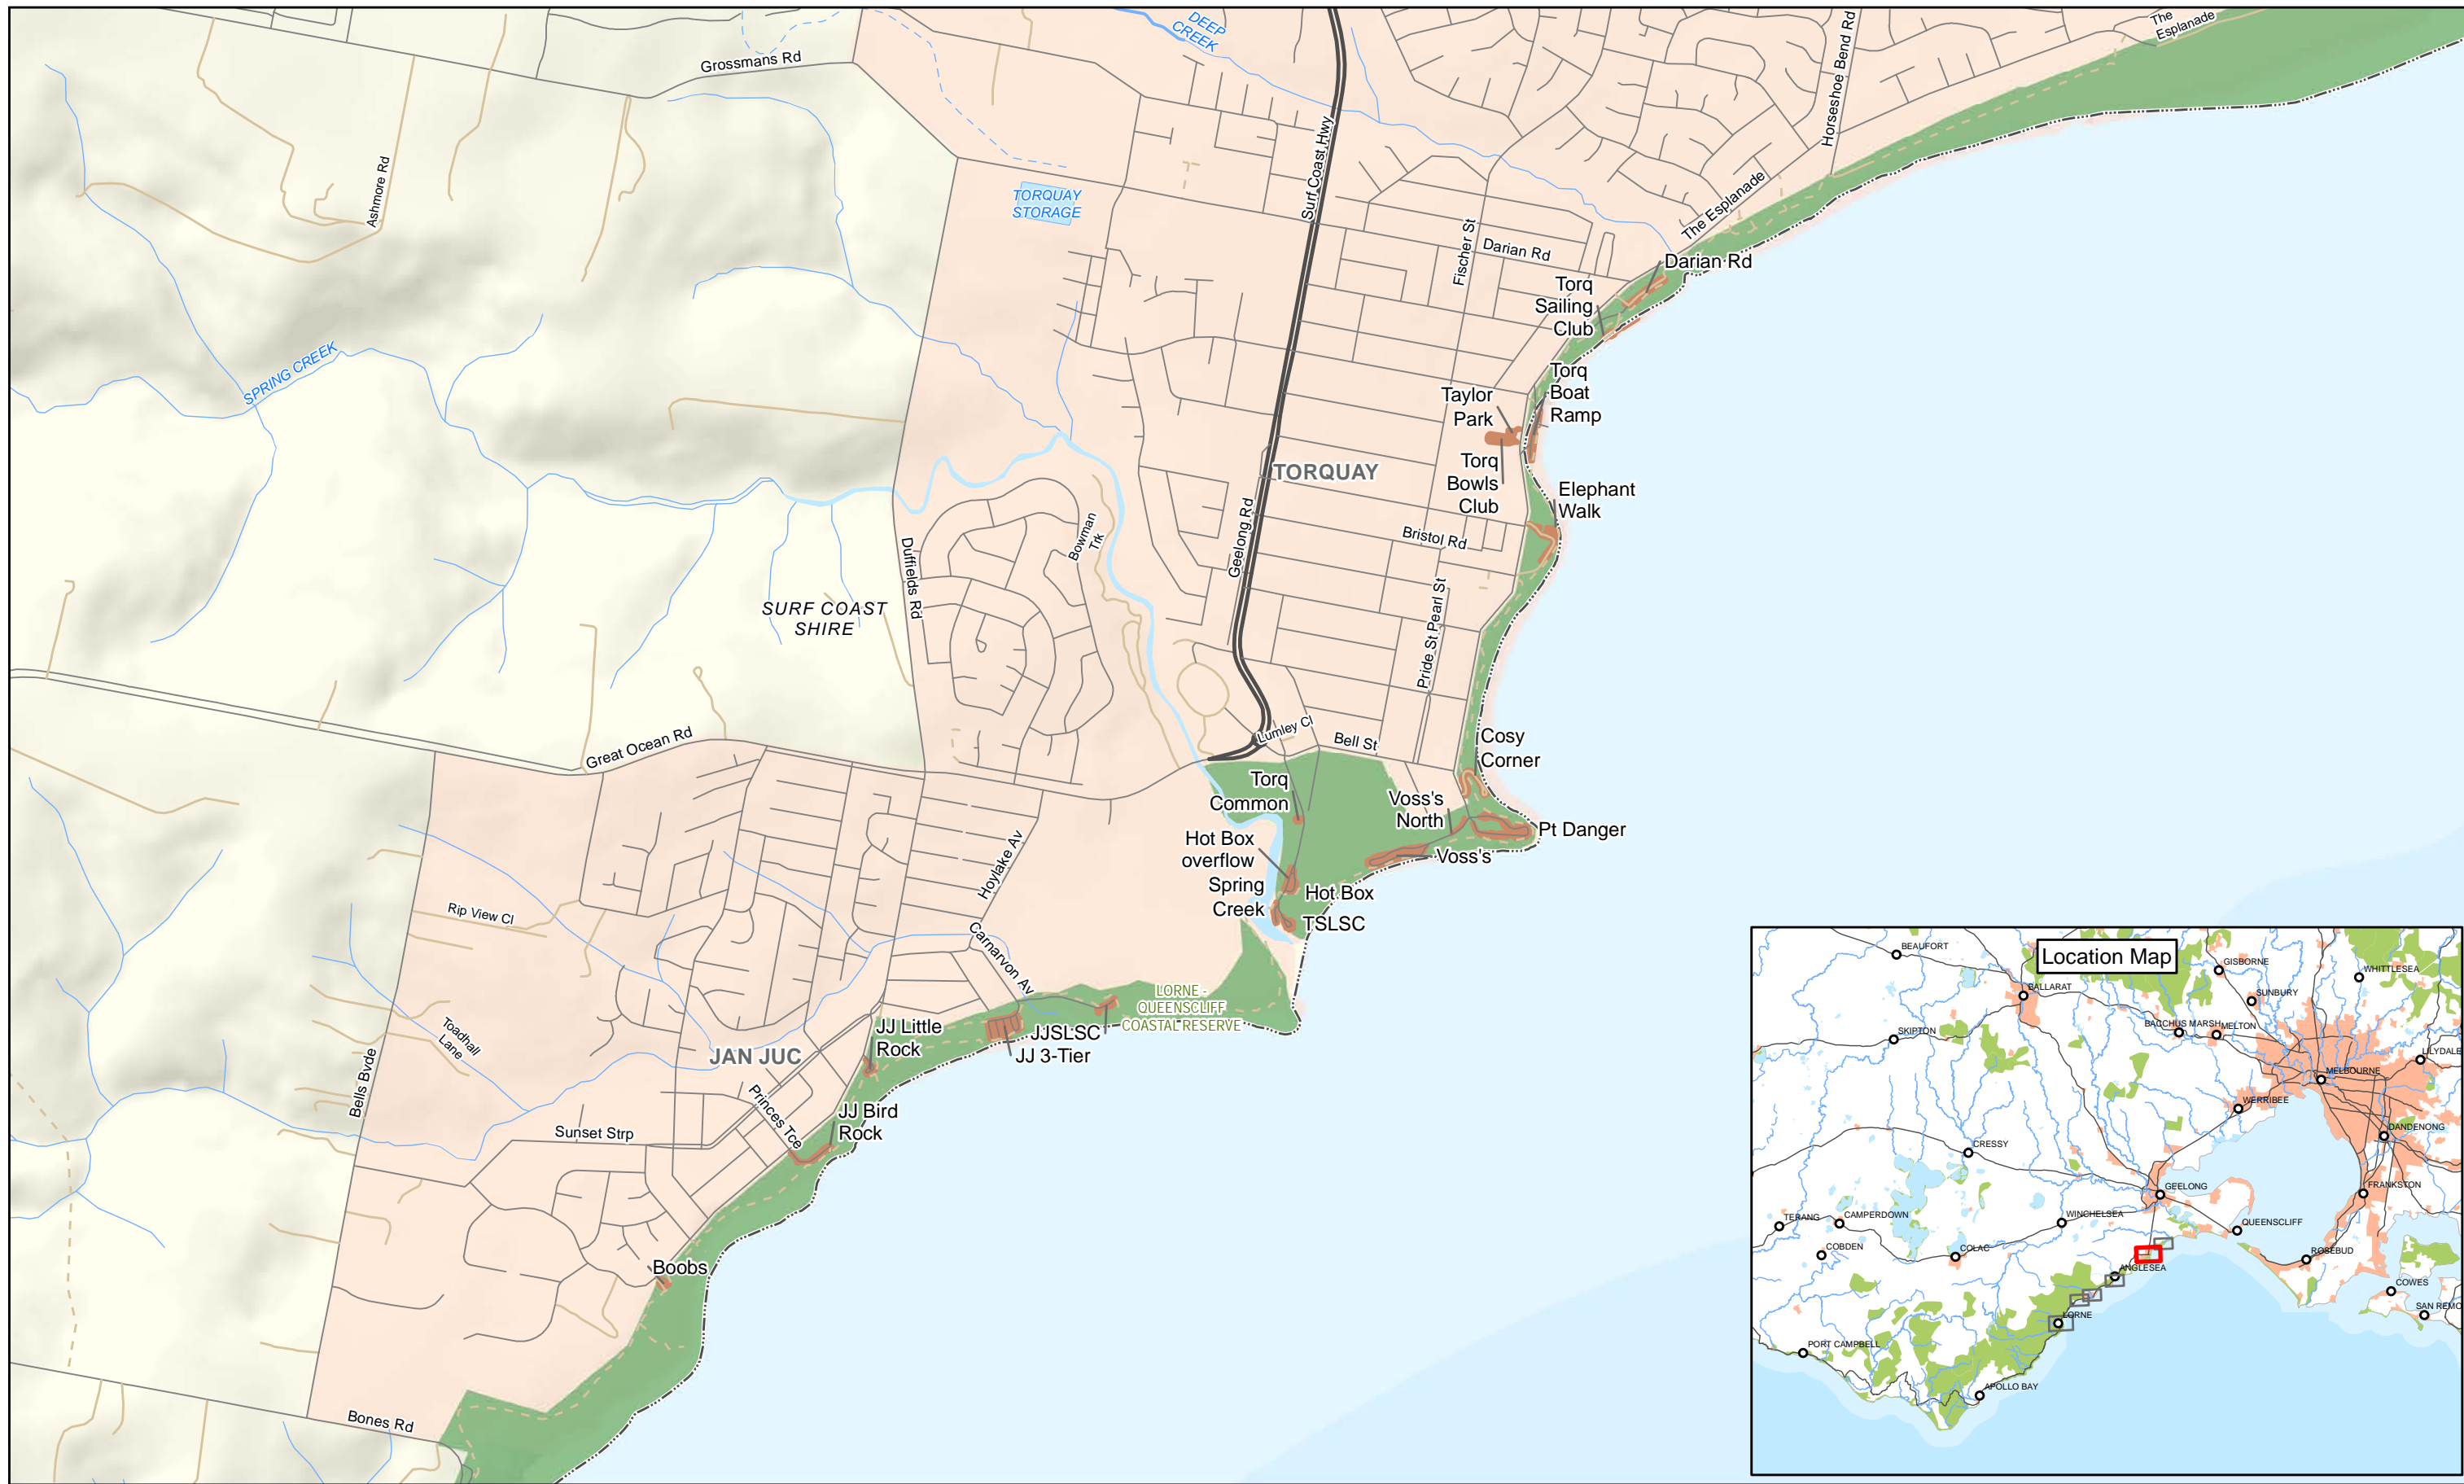 DEEP
CREEK
The
Esplanade
Grossmans Rd
Horseshoe Bend Rd
Surf Coast Hwy
Ashmore Rd
TORQUAY
STORAGE
The Esplanade
Fischer St
Darian Rd
Darian Rd
Torq
Sailing
Club
SPRING CREEK
Torq
Boat
Ramp
Taylor
Park
TORQUAY
Torq
Bowls
Club
Elephant
Walk
Geelong Rd
Bowman
Trk
Bristol Rd
Duffields Rd
SURF COAST
SHIRE
Pearl St
Pride St
Great Ocean Rd
Lumley Cl
Bell St
Cosy
Corner
Torq
Common
Voss's
North
Pt Danger
Hot Box
overflow
Voss's
Hoylake Av
Spring
Creek
Hot Box
TSLSC
Rip View Cl
Carnarvon Av
LORNE -
QUEENSCLIFF
COASTAL RESERVE
JJ Little
Rock
JJSLSC
JJ 3-Tier
JAN JUC
Toadhall
Lane
Bells Bvde
Princes Tce
JJ Bird
Rock
Sunset Strp
Boobs
Bones Rd
Location Map
BEAUFORT
GISBORNE
WHITTLESEA
BALLARAT
SUNBURY
SKIPTON
BACCHUS MARSH
MELTON
LILYDALE
MELBOURNE
WERRIBEE
DANDENONG
CRESSY
GEELONG
FRANKSTON
TERANG
CAMPERDOWN
WINCHELSEA
QUEENSCLIFF
COBDEN
COLAC
ROSEBUD
ANGLESEA
COWES
LORNE
SAN REMO
PORT CAMPBELL
APOLLO BAY